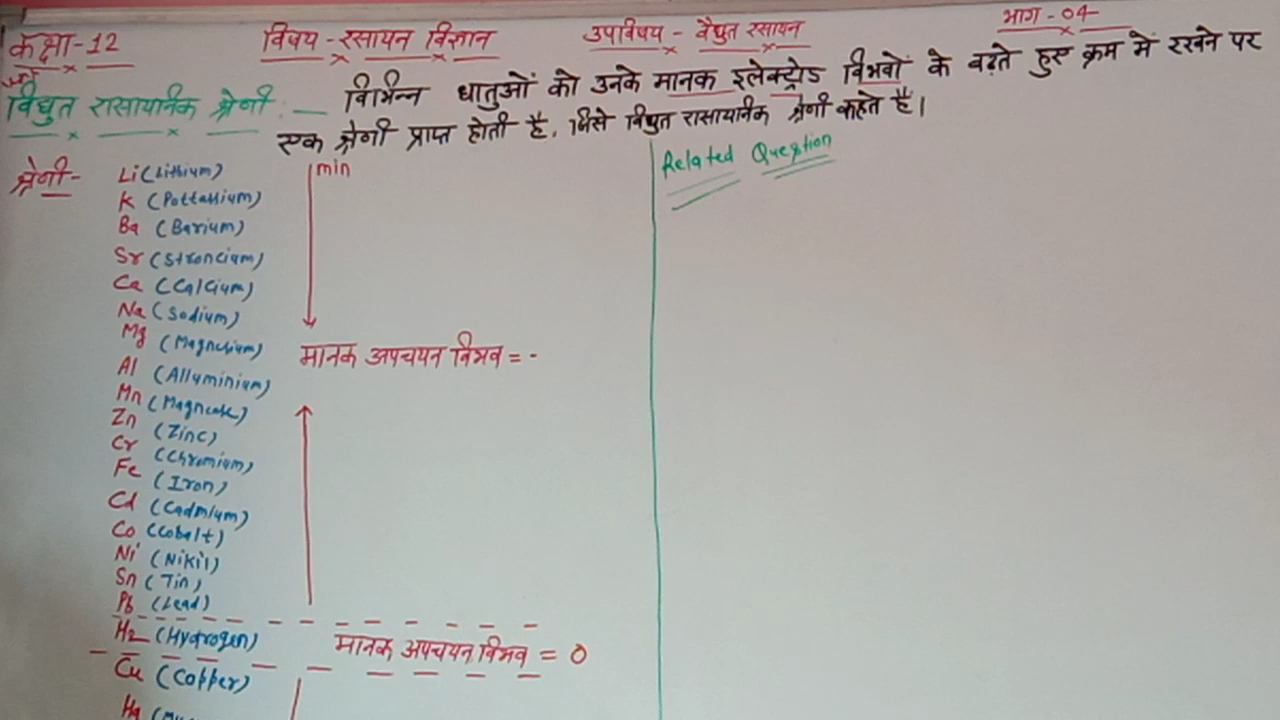 कक्षा-12 विषय - रसायन विज्ञान उपविषय - वैद्युत रसायन भाग - 04
विद्युत रासायनिक श्रेणी :- विभिन्न धातुओं को उनके मानक इलेक्ट्रोड विभवों के बढ़ते हुए क्रम में रखने पर
एक श्रेणी प्राप्त होती है, जिसे विद्युत रासायनिक श्रेणी कहते है।
श्रेणी-
Li (Lithium)
K (Pottassium)
Ba (Barium)
Sr (Stroncium)
Ca (Calcium)
Na (Sodium)
Mg (Magnesium)
Al (Alluminium)
Mn
Zn (Zinc)
Cr (Chromium)
Fe (Iron)
Cd (Cadmium)
Co (Cobalt)
Ni (Nikil)
Sn (Tin)
Pb (Lead)
H2 (Hydrogen)
Cu (Copper)
Hg
min
मानक अपचयन विभव = -
मानक अपचयन विभव = 0
Related Question